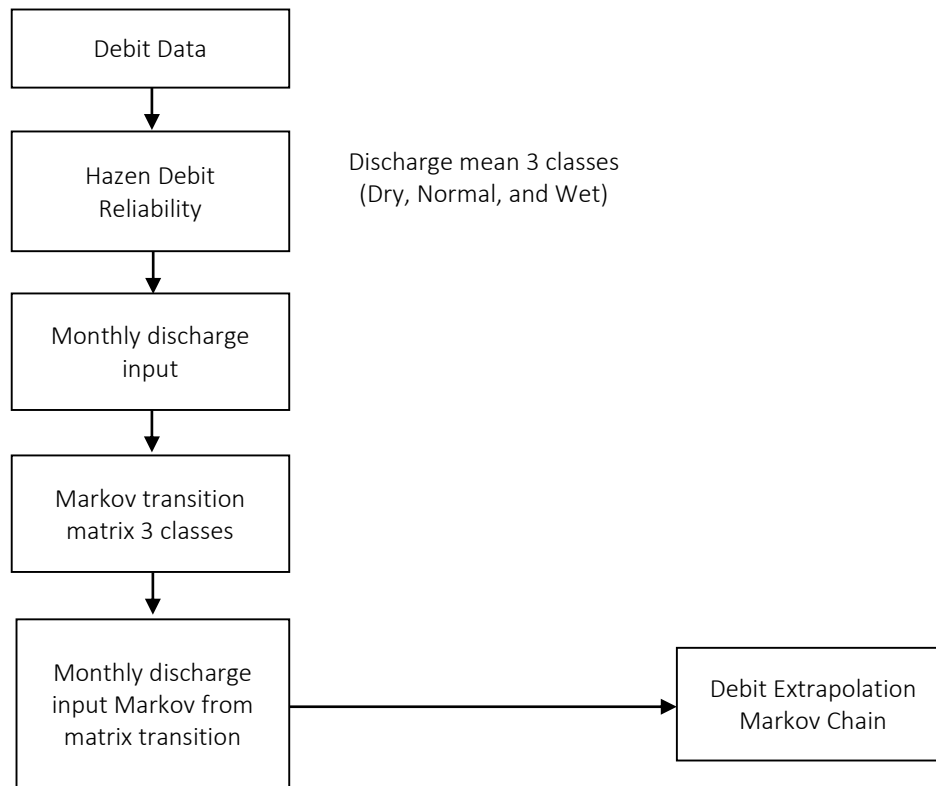 Debit Data
Hazen Debit
Reliability
Discharge mean 3 classes
(Dry, Normal, and Wet)
Monthly discharge
input
Markov transition
matrix 3 classes
Monthly discharge
input Markov from
matrix transition
Debit Extrapolation
Markov Chain